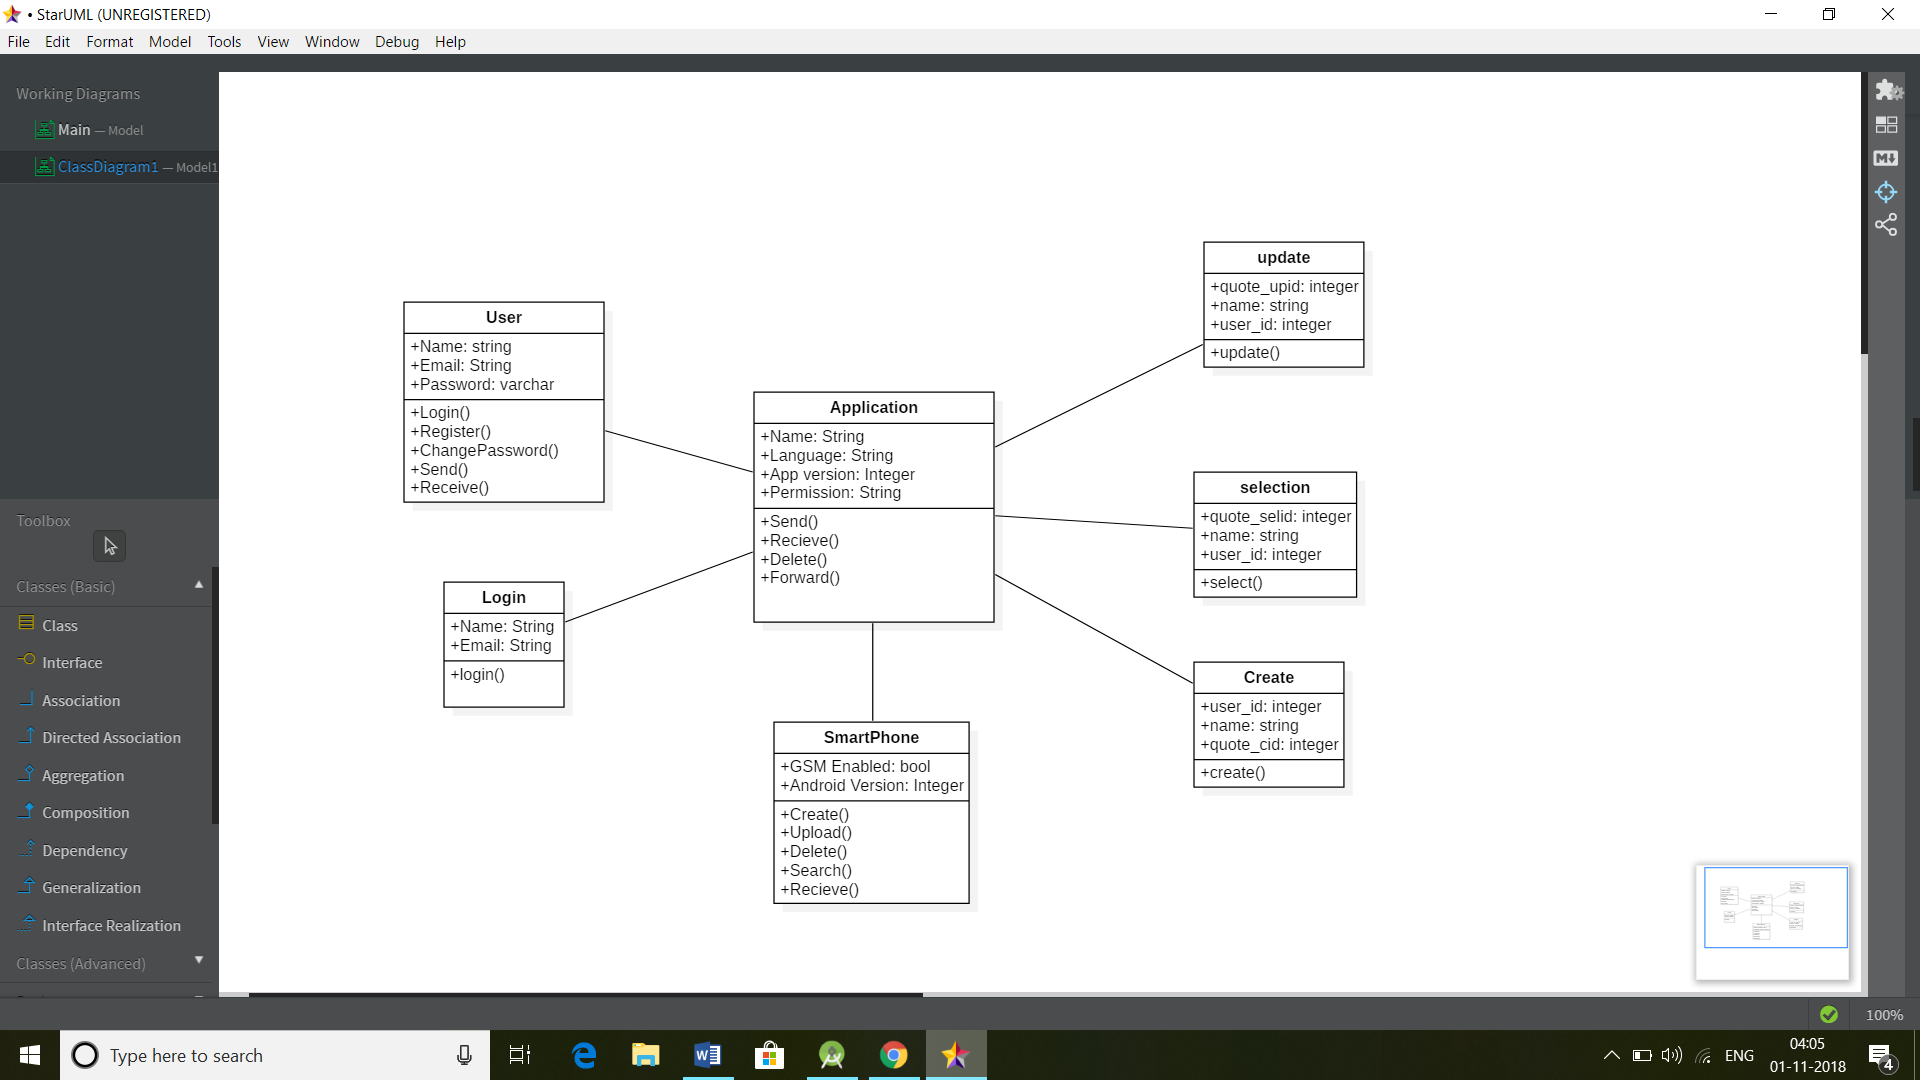 • StarUML (UNREGISTERED)
File Edit Format Model Tools View Window Debug Help
Working Diagrams
Main — Model
ClassDiagram1 — Model1
Toolbox
Classes (Basic)
Class
Interface
Association
Directed Association
Aggregation
Composition
Dependency
Generalization
Interface Realization
Classes (Advanced)
User
+Name: string
+Email: String
+Password: varchar
+Login()
+Register()
+ChangePassword()
+Send()
+Receive()
Login
+Name: String
+Email: String
+login()
Application
+Name: String
+Language: String
+App version: Integer
+Permission: String
+Send()
+Recieve()
+Delete()
+Forward()
SmartPhone
+GSM Enabled: bool
+Android Version: Integer
+Create()
+Upload()
+Delete()
+Search()
+Recieve()
update
+quote_upid: integer
+name: string
+user_id: integer
+update()
selection
+quote_selid: integer
+name: string
+user_id: integer
+select()
Create
+user_id: integer
+name: string
+quote_cid: integer
+create()
M
100%
Type here to search
W
ENG
04:05
01-11-2018
4